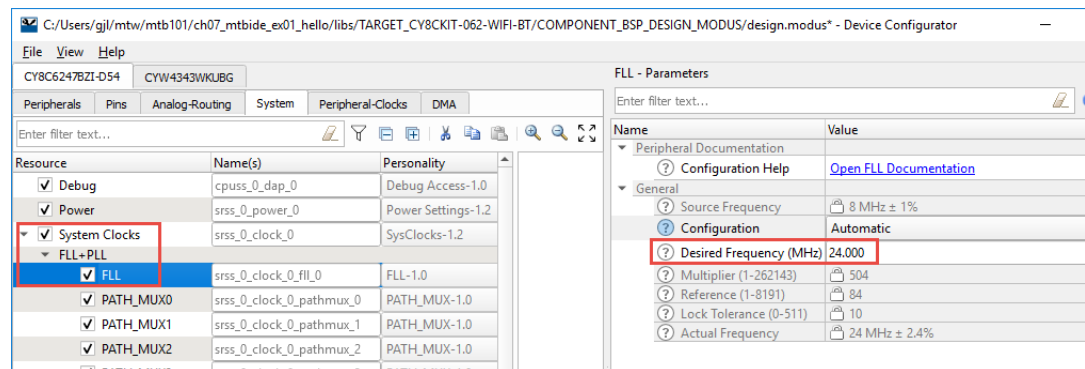 C:/Users/gjl/mtw/mtb101/ch07_mtbide_ex01_hello/libs/TARGET_CY8CKIT-062-WIFI-BT/COMPONENT_BSP_DESIGN_MODUS/design.modus* - Device Configurator
File View Help
CY8C6247BZI-D54 CYW4343WKUBG
Peripherals Pins Analog-Routing System Peripheral-Clocks DMA
Enter filter text...
Resource Name(s) Personality
Debug cpuss_0_dap_0 Debug Access-1.0
Power srss_0_power_0 Power Settings-1.2
System Clocks srss_0_clock_0 SysClocks-1.2
FLL+PLL
FLL srss_0_clock_0_fll_0 FLL-1.0
PATH_MUX0 srss_0_clock_0_pathmux_0 PATH_MUX-1.0
PATH_MUX1 srss_0_clock_0_pathmux_1 PATH_MUX-1.0
PATH_MUX2 srss_0_clock_0_pathmux_2 PATH_MUX-1.0
FLL - Parameters
Enter filter text...
Name Value
Peripheral Documentation
? Configuration Help Open FLL Documentation
General
? Source Frequency 8 MHz ± 1%
? Configuration Automatic
? Desired Frequency (MHz) 24.000
? Multiplier (1-262143) 504
? Reference (1-8191) 84
? Lock Tolerance (0-511) 10
? Actual Frequency 24 MHz ± 2.4%